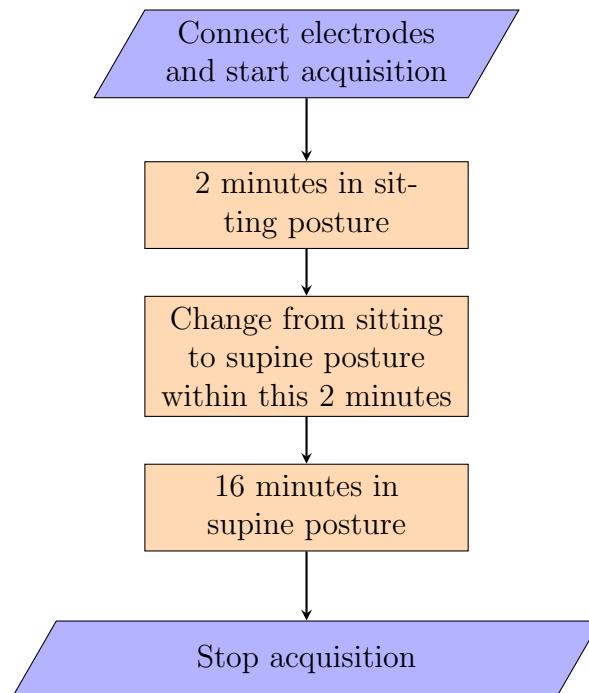 Connect electrodes
and start acquisition
2 minutes in sit-
ting posture
Change from sitting
to supine posture
within this 2 minutes
16 minutes in
supine posture
Stop acquisition